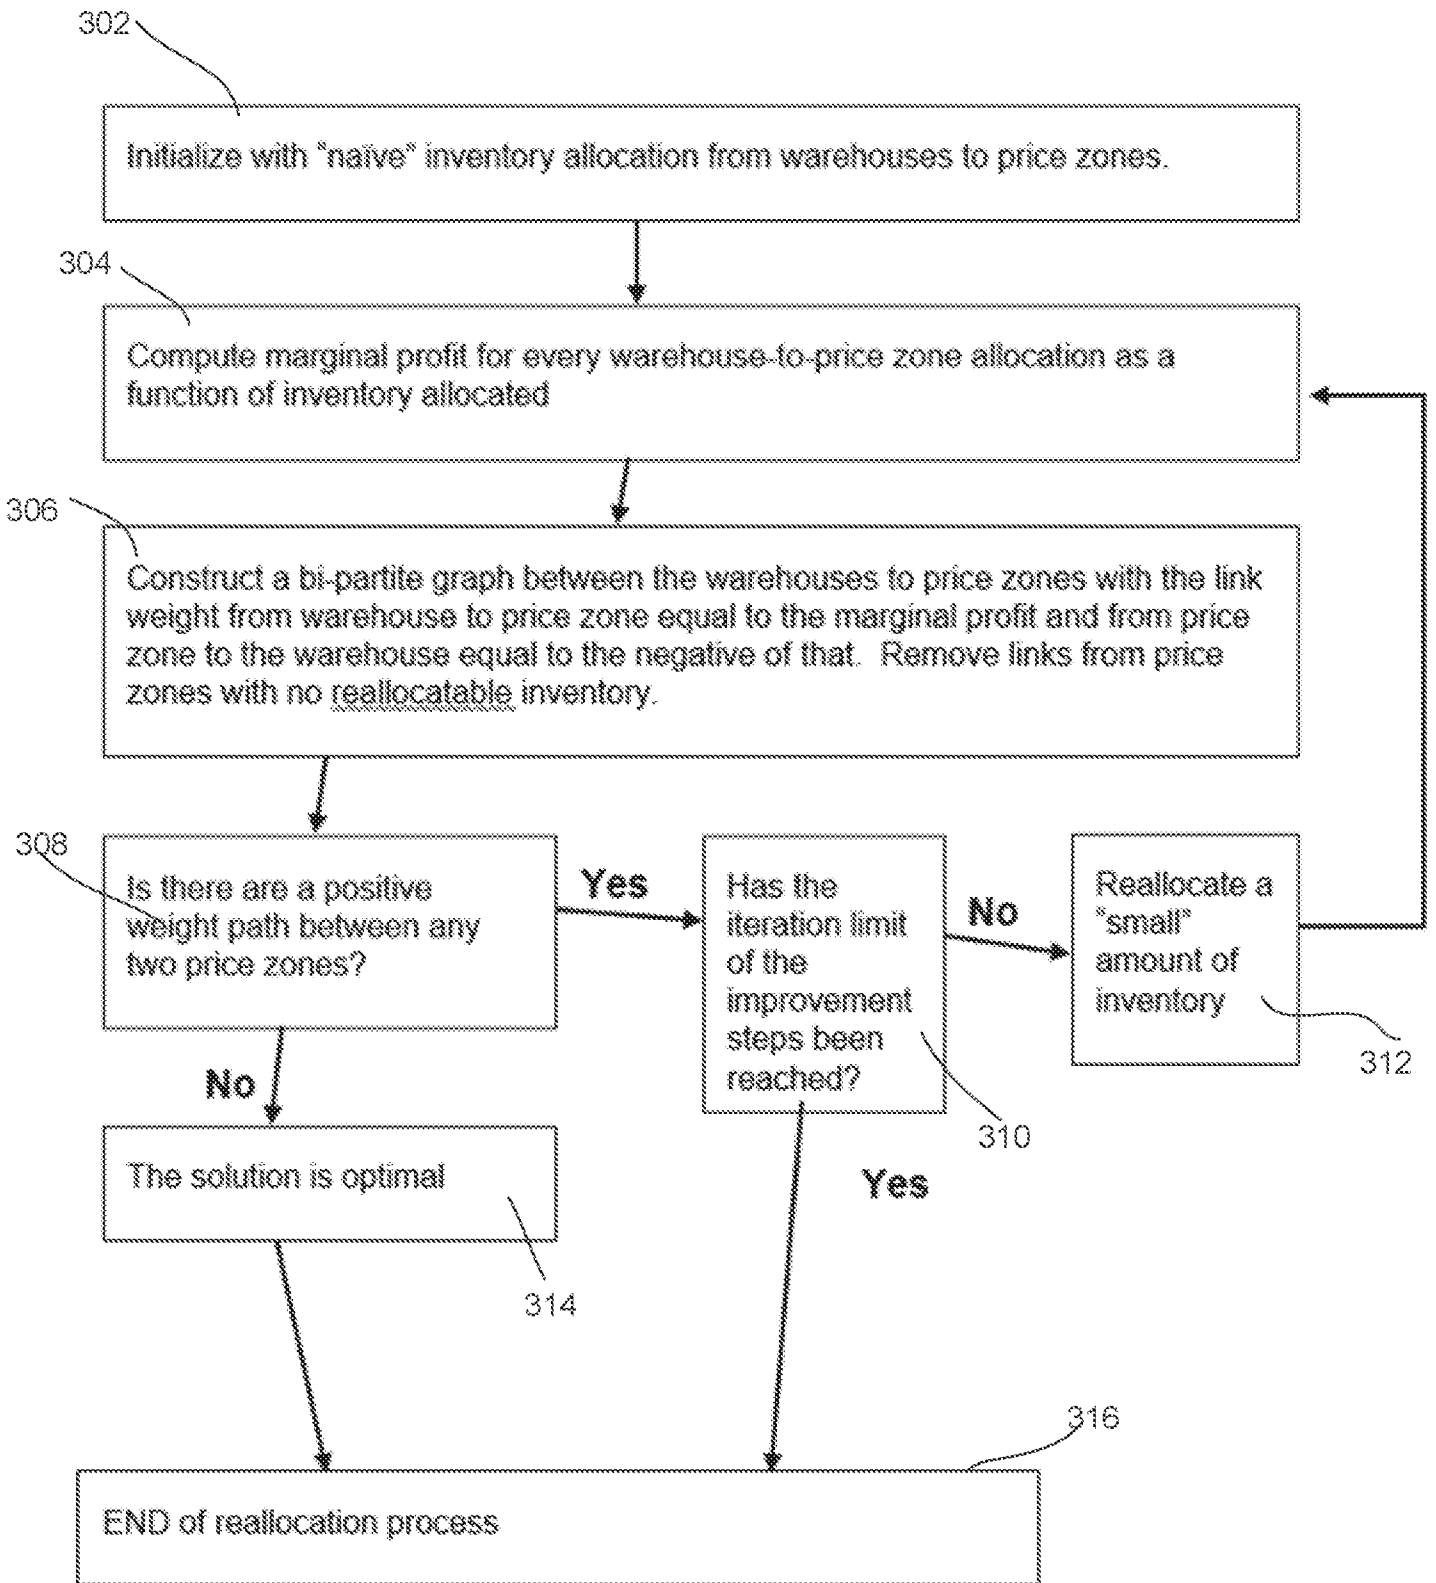 302
Initialize with "naïve" inventory allocation from warehouses to price zones.
304
Compute marginal profit for every warehouse-to-price zone allocation as a
function of inventory allocated
306
Construct a bi-partite graph between the warehouses to price zones with the link
weight from warehouse to price zone equal to the marginal profit and from price
zone to the warehouse equal to the negative of that. Remove links from price
zones with no reallocatable inventory.
308
Is there are a positive
weight path between any
two price zones?
Yes
Has the
iteration limit
of the
improvement
steps been
reached?
310
No
Reallocate a
"small"
amount of
inventory
312
No
The solution is optimal
314
Yes
316
END of reallocation process